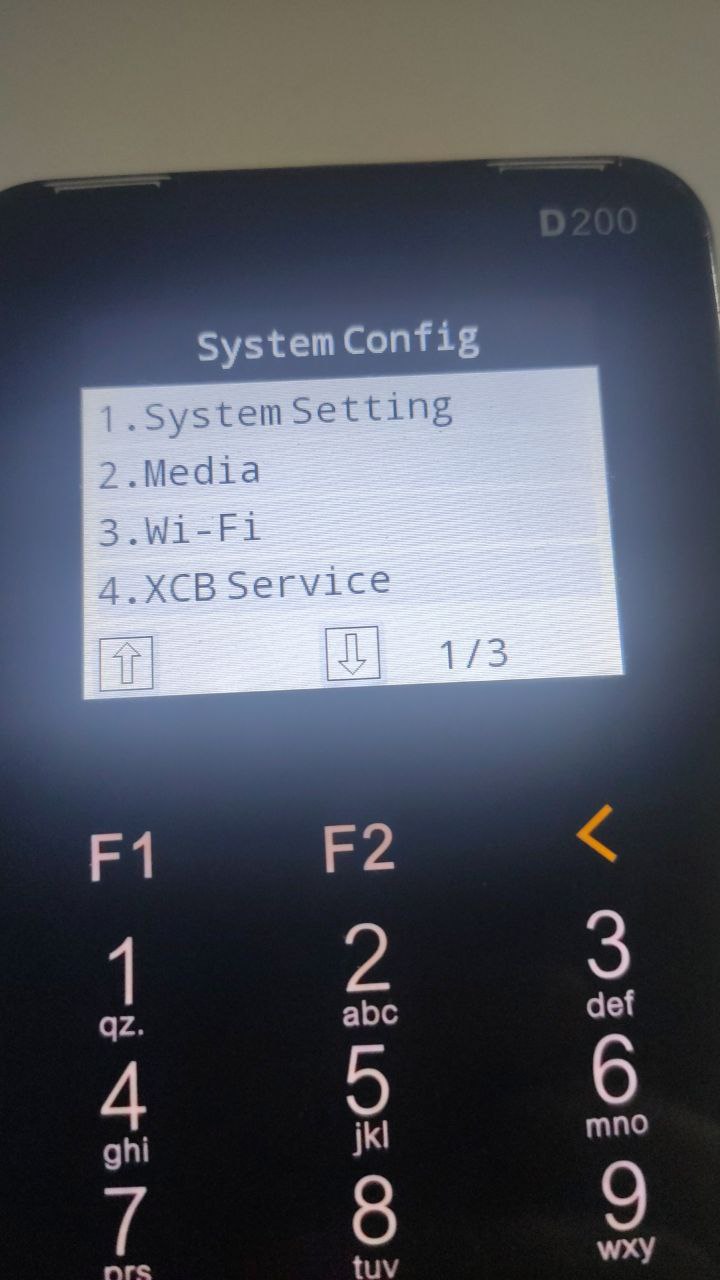 D200
System Config
1.System Setting
2.Media
3.Wi-Fi
4.XCB Service
1/3
F1 F2 <
1 2 3
qz. abc def
4 5 6
ghi jkl mno
7 8 9
prs tuv wxy